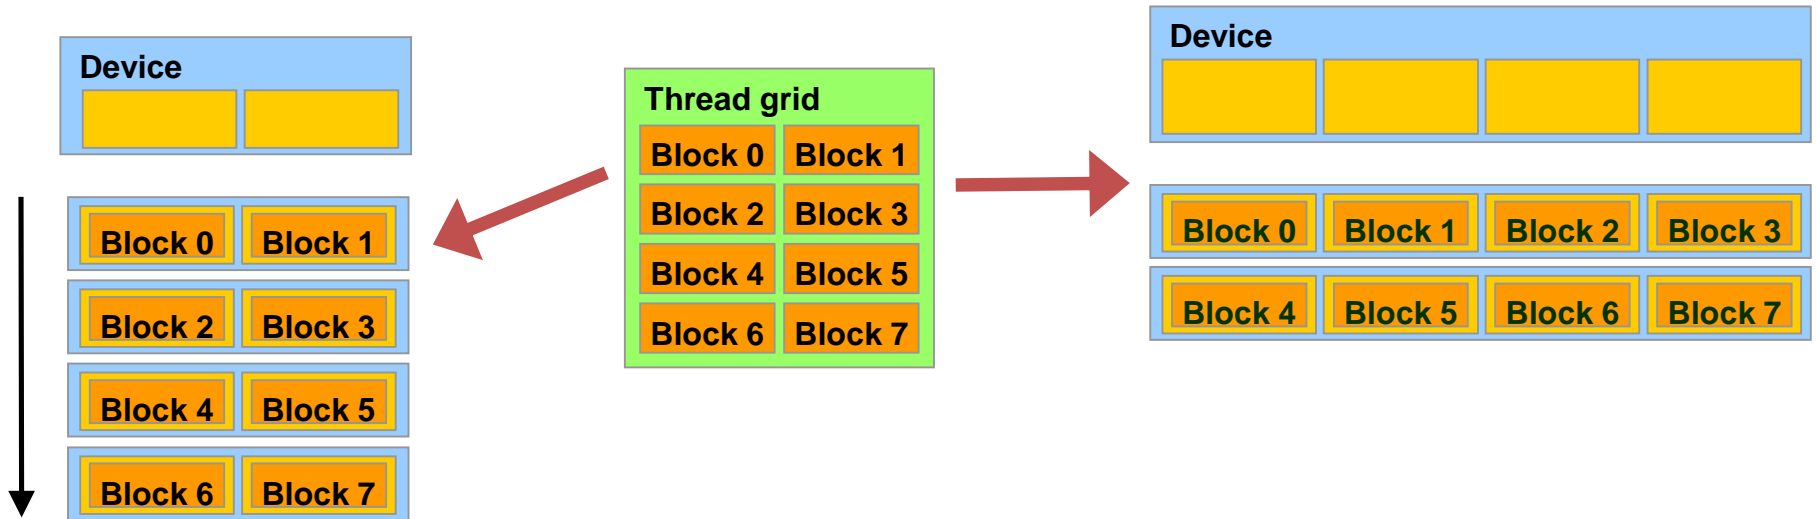 Device
Block 0 Block 1
Block 2 Block 3
Block 4 Block 5
Block 6 Block 7
Thread grid
Block 0 Block 1
Block 2 Block 3
Block 4 Block 5
Block 6 Block 7
Device
Block 0 Block 1 Block 2 Block 3
Block 4 Block 5 Block 6 Block 7